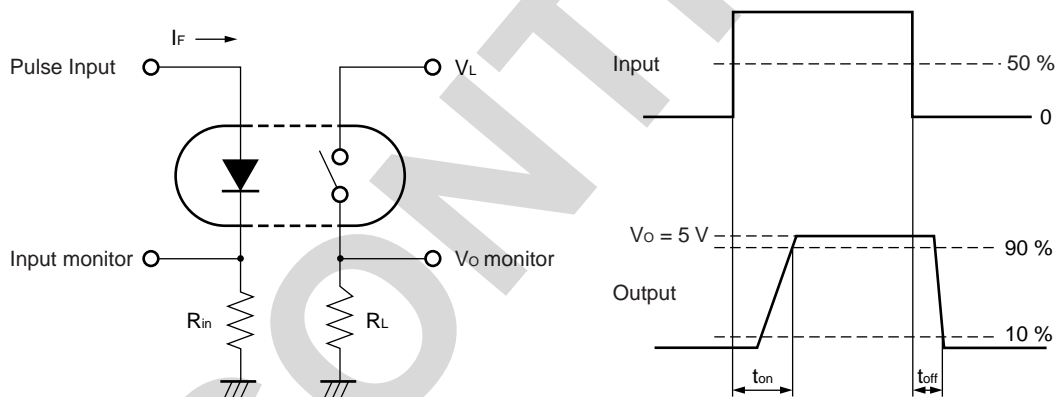 IF
Pulse Input
VL
Input monitor
VO monitor
Rin
RL
Input
50 %
0
VO = 5 V
90 %
Output
10 %
ton
toff
CONT